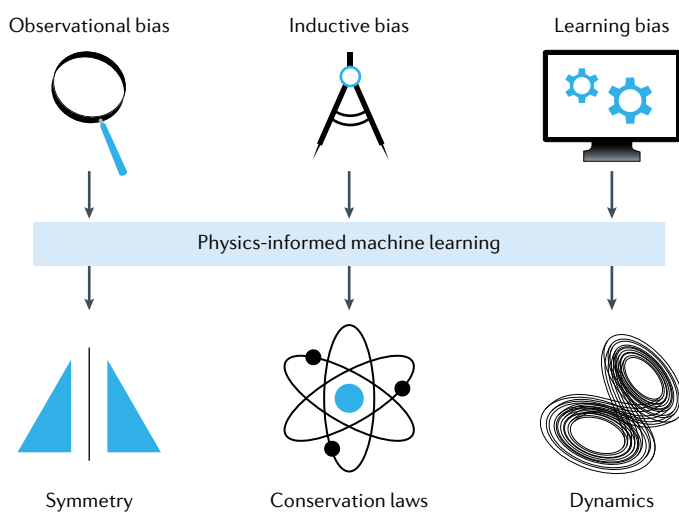 Observational bias
Inductive bias
Learning bias
Physics-informed machine learning
Symmetry
Conservation laws
Dynamics